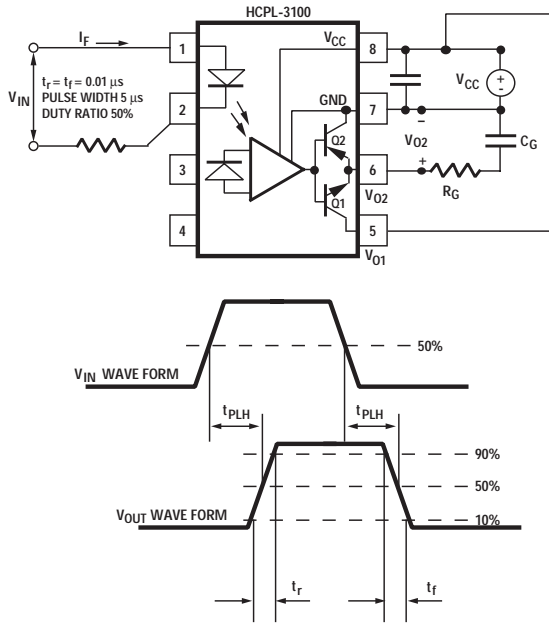 HCPL-3100
I_F
1
V_CC
8
t_r = t_f = 0.01 µs
PULSE WIDTH 5 µs
DUTY RATIO 50%
V_IN
V_CC
+
-
2
GND
7
–
V_O2
C_G
Q2
3
6
+
V_O2
R_G
Q1
4
5
V_O1
50%
V_IN WAVE FORM
t_PLH
t_PLH
90%
50%
V_OUT WAVE FORM
10%
t_r
t_f